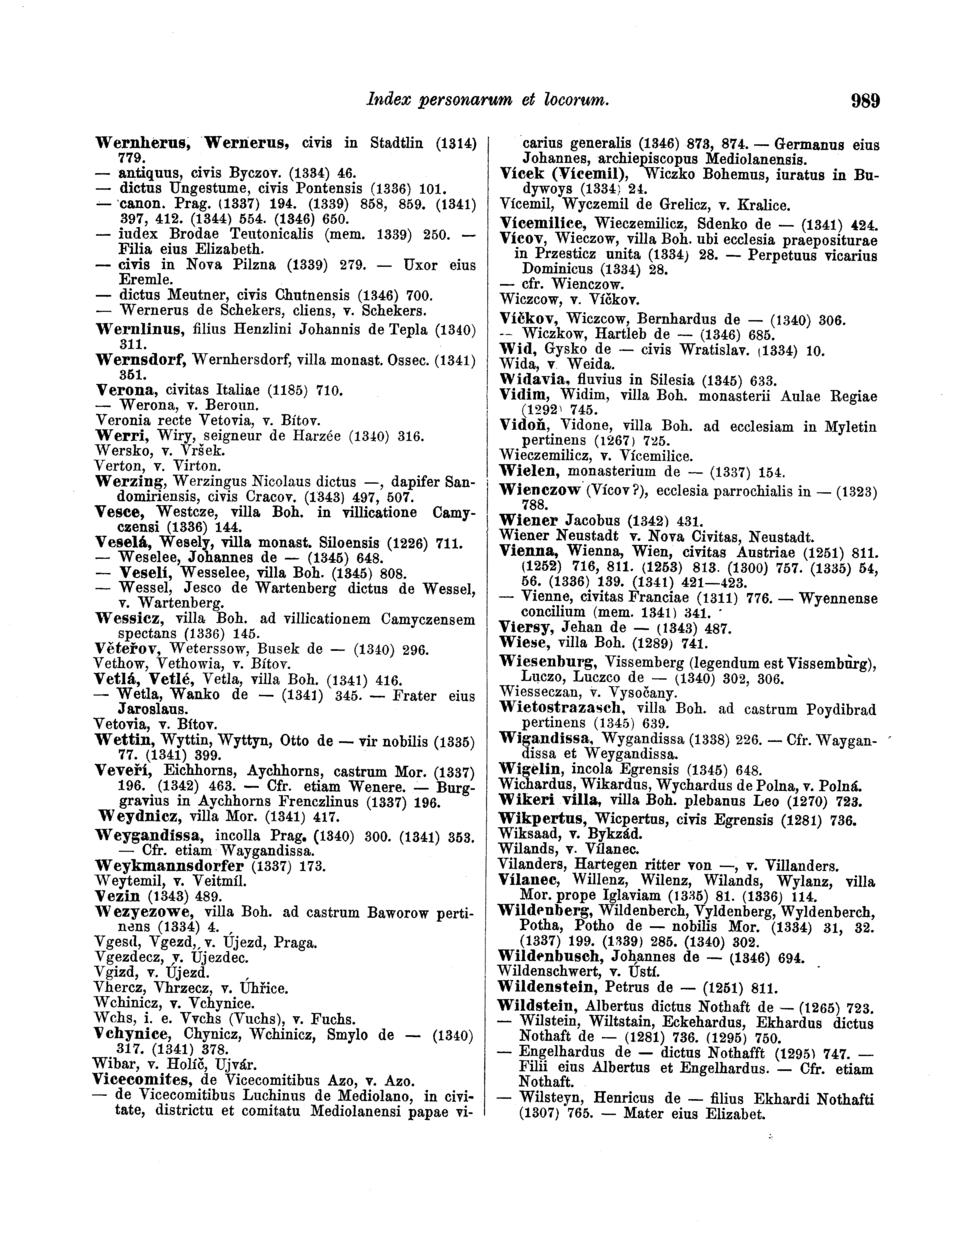 Index personarum et locorum.
989
Wernherus, Wernerus, civis in Stadtlin (1314)
779.
— antiquus, civis Byczov. (1334) 46.
— dictus Ungestume, civis Pontensis (1336) 101.
— canon. Prag. (1337) 194. (1339) 858, 859. (1341)
397, 412. (1344) 554. (1346) 650.
— iudex Brodae Teutonicalis (mem. 1339) 250. —
Filia eius Elizabeth.
— civis in Nova Pilzna (1339) 279. — Uxor eius
Eremle.
— dictus Meutner, civis Chutnensis (1346) 700.
— Wernerus de Schekers, cliens, v. Schekers.
Wernlinus, filius Henzlini Johannis de Tepla (1340)
311.
Wernsdorf, Wernhersdorf, villa monast. Ossec. (1341)
351.
Verona, civitas Italiae (1185) 710.
— Werona, v. Beroun.
Veronia recte Vetovia, v. Bítov.
Werri, Wiry, seigneur de Harzée (1340) 316.
Wersko, v. Vršek.
Verton, v. Virton.
Werzing, Werzingus Nicolaus dictus —, dapifer San-
domiriensis, civis Cracov. (1343) 497, 507.
Vesce, Westcze, villa Boh. in villicatione Camy-
czensi (1336) 144.
Veselá, Wesely, villa monast. Siloensis (1226) 711.
— Weselee, Johannes de — (1345) 648.
— Veselí, Wesselee, villa Boh. (1345) 808.
— Wessel, Jesco de Wartenberg dictus de Wessel,
v. Wartenberg.
Wessicz, villa Boh. ad villicationem Camyczensem
spectans (1336) 145.
Věteřov, Weterssow, Busek de — (1340) 296.
Vethow, Vethowia, v. Bítov.
Vetlá, Vetlé, Vetla, villa Boh. (1341) 416.
— Wetla, Wanko de — (1341) 345. — Frater eius
Jaroslaus.
Vetovia, v. Bítov.
Wettin, Wyttin, Wyttyn, Otto de — vir nobilis (1335)
77. (1341) 399.
Veveří, Eichhorns, Aychhorns, castrum Mor. (1337)
196. (1342) 463. — Cfr. etiam Wenere. — Burg-
gravius in Aychhorns Frenczlinus (1337) 196.
Weydnicz, villa Mor. (1341) 417.
Weygandissa, incolla Prag. (1340) 300. (1341) 353.
— Cfr. etiam Waygandissa.
Weykmannsdorfer (1337) 173.
Weytemil, v. Veitmíl.
Vezin (1343) 489.
Wezyezowe, villa Boh. ad castrum Baworow perti-
nens (1334) 4.
Vgesd, Vgezd, v. Újezd, Praga.
Vgezdecz, v. Újezdec.
Vgizd, v. Újezd.
Vhercz, Vhrzecz, v. Uhřice.
Wchinicz, v. Vchynice.
Wchs, i. e. Vvchs (Vuchs), v. Fuchs.
Vchynice, Chynicz, Wchinicz, Smylo de — (1340)
317. (1341) 378.
Wibar, v. Holíč, Ujvár.
Vicecomites, de Vicecomitibus Azo, v. Azo.
— de Vicecomitibus Luchinus de Mediolano, in civi-
tate, districtu et comitatu Mediolanensi papae vi-
carius generalis (1346) 873, 874. — Germanus eius
Johannes, archiepiscopus Mediolanensis.
Vícek (Vícemil), Wiczko Bohemus, iuratus in Bu-
dywoys (1334) 24.
Vícemil, Wyczemil de Grelicz, v. Kralice.
Vícemilice, Wieczemilicz, Sdenko de — (1341) 424.
Vícov, Wieczow, villa Boh. ubi ecclesia praepositurae
in Przesticz unita (1334) 28. — Perpetuus vicarius
Dominicus (1334) 28.
— cfr. Wienczow.
Wiczcow, v. Víčkov.
Víčkov, Wiczcow, Bernhardus de — (1340) 306.
— Wiczkow, Hartleb de — (1346) 685.
Wid, Gysko de — civis Wratislav. (1334) 10.
Wida, v Weida.
Widavia, fluvius in Silesia (1345) 633.
Vidim, Widim, villa Boh. monasterii Aulae Regiae
(1292) 745.
Vidoň, Vidone, villa Boh. ad ecclesiam in Myletin
pertinens (1267) 725.
Wieczemilicz, v. Vícemilice.
Wielen, monasterium de — (1337) 154.
Wienczow (Vícov?), ecclesia parrochialis in — (1323)
788.
Wiener Jacobus (1342) 431.
Wiener Neustadt v. Nova Civitas, Neustadt.
Vienna, Wienna, Wien, civitas Austriae (1251) 811.
(1252) 716, 811. (1253) 813. (1300) 757. (1335) 54,
56. (1336) 139. (1341) 421—423.
— Vienne, civitas Franciae (1311) 776. — Wyennense
concilium (mem. 1341) 341.
Viersy, Jehan de — (1343) 487.
Wiese, villa Boh. (1289) 741.
Wiesenburg, Vissemberg (legendum est Vissemburg),
Luczo, Luczco de — (1340) 302, 306.
Wiesseczan, v. Vysočany.
Wietostrazasch, villa Boh. ad castrum Poydibrad
pertinens (1345) 639.
Wigandissa, Wygandissa (1338) 226. — Cfr. Waygan-
dissa et Weygandissa.
Wigelin, incola Egrensis (1345) 648.
Wichardus, Wikardus, Wychardus de Polna, v. Polná.
Wikeri villa, villa Boh. plebanus Leo (1270) 723.
Wikpertus, Wicpertus, civis Egrensis (1281) 736.
Wiksaad, v. Bykzád.
Wilands, v. Vílanec.
Vilanders, Hartegen ritter von —, v. Villanders.
Vílanec, Willenz, Wilenz, Wilands, Wylanz, villa
Mor. prope Iglaviam (1335) 81. (1336) 114.
Wildenberg, Wildenberch, Vyldenberg, Wyldenberch,
Potha, Potho de — nobilis Mor. (1334) 31, 32.
(1337) 199. (1339) 285. (1340) 302.
Wildenbusch, Johannes de — (1346) 694.
Wildenschwert, v. Ústí.
Wildenstein, Petrus de — (1251) 811.
Wildstein, Albertus dictus Nothaft de — (1265) 723.
— Wilstein, Wiltstain, Eckehardus, Ekhardus dictus
Nothaft de — (1281) 736. (1295) 750.
— Engelhardus de — dictus Nothafft (1295) 747. —
Filii eius Albertus et Engelhardus. — Cfr. etiam
Nothaft.
— Wilsteyn, Henricus de — filius Ekhardi Nothafti
(1307) 765. — Mater eius Elizabet.